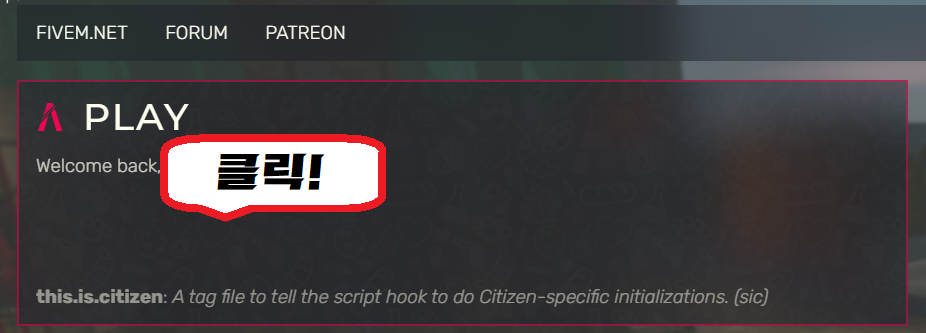 FIVEM.NET FORUM PATREON
PLAY
Welcome back,
클릭!
this.is.citizen: A tag file to tell the script hook to do Citizen-specific initializations. (sic)